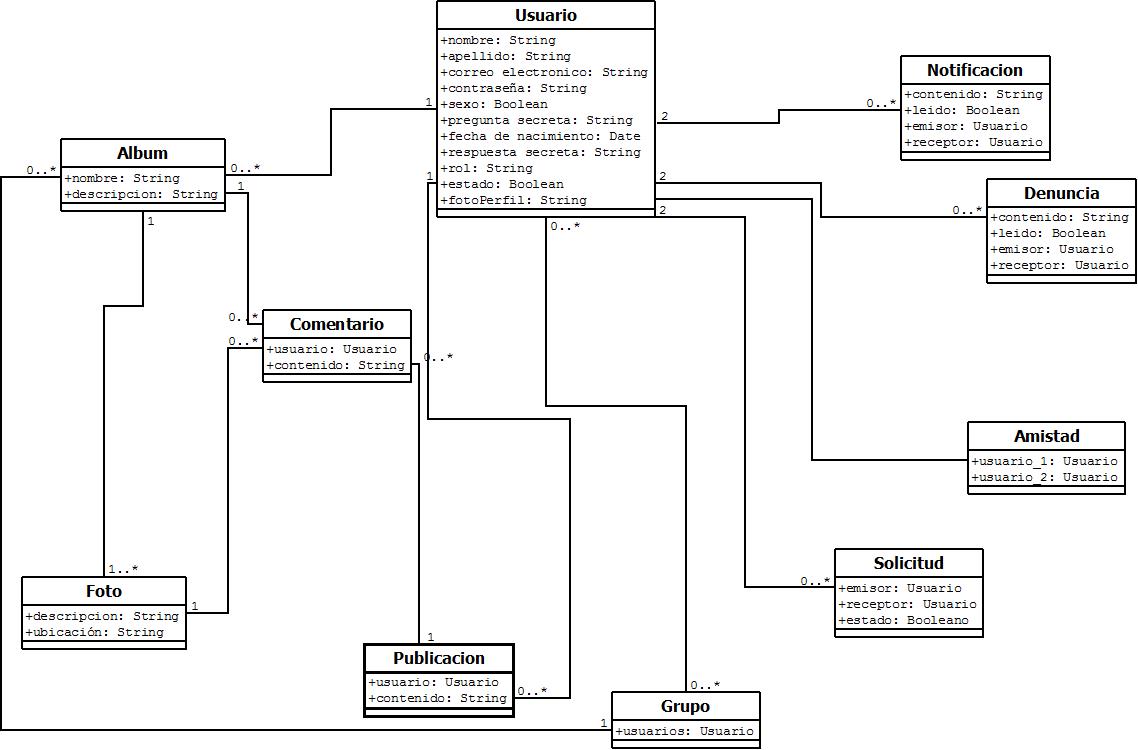 Usuario
+nombre: String
+apellido: String
+correo electronico: String
+contraseña: String
+sexo: Boolean
+pregunta secreta: String
+fecha de nacimiento: Date
+respuesta secreta: String
+rol: String
+estado: Boolean
+fotoPerfil: String
1
1
2
2
2
0..*
Notificacion
+contenido: String
+leido: Boolean
+emisor: Usuario
+receptor: Usuario
0..*
Denuncia
+contenido: String
+leido: Boolean
+emisor: Usuario
+receptor: Usuario
0..*
Album
+nombre: String
+descripcion: String
0..*
0..*
1
1
Comentario
+usuario: Usuario
+contenido: String
0..*
0..*
0..*
Amistad
+usuario_1: Usuario
+usuario_2: Usuario
Solicitud
+emisor: Usuario
+receptor: Usuario
+estado: Booleano
0..*
Foto
+descripcion: String
+ubicación: String
1..*
1
Publicacion
+usuario: Usuario
+contenido: String
1
0..*
Grupo
+usuarios: Usuario
0..*
1